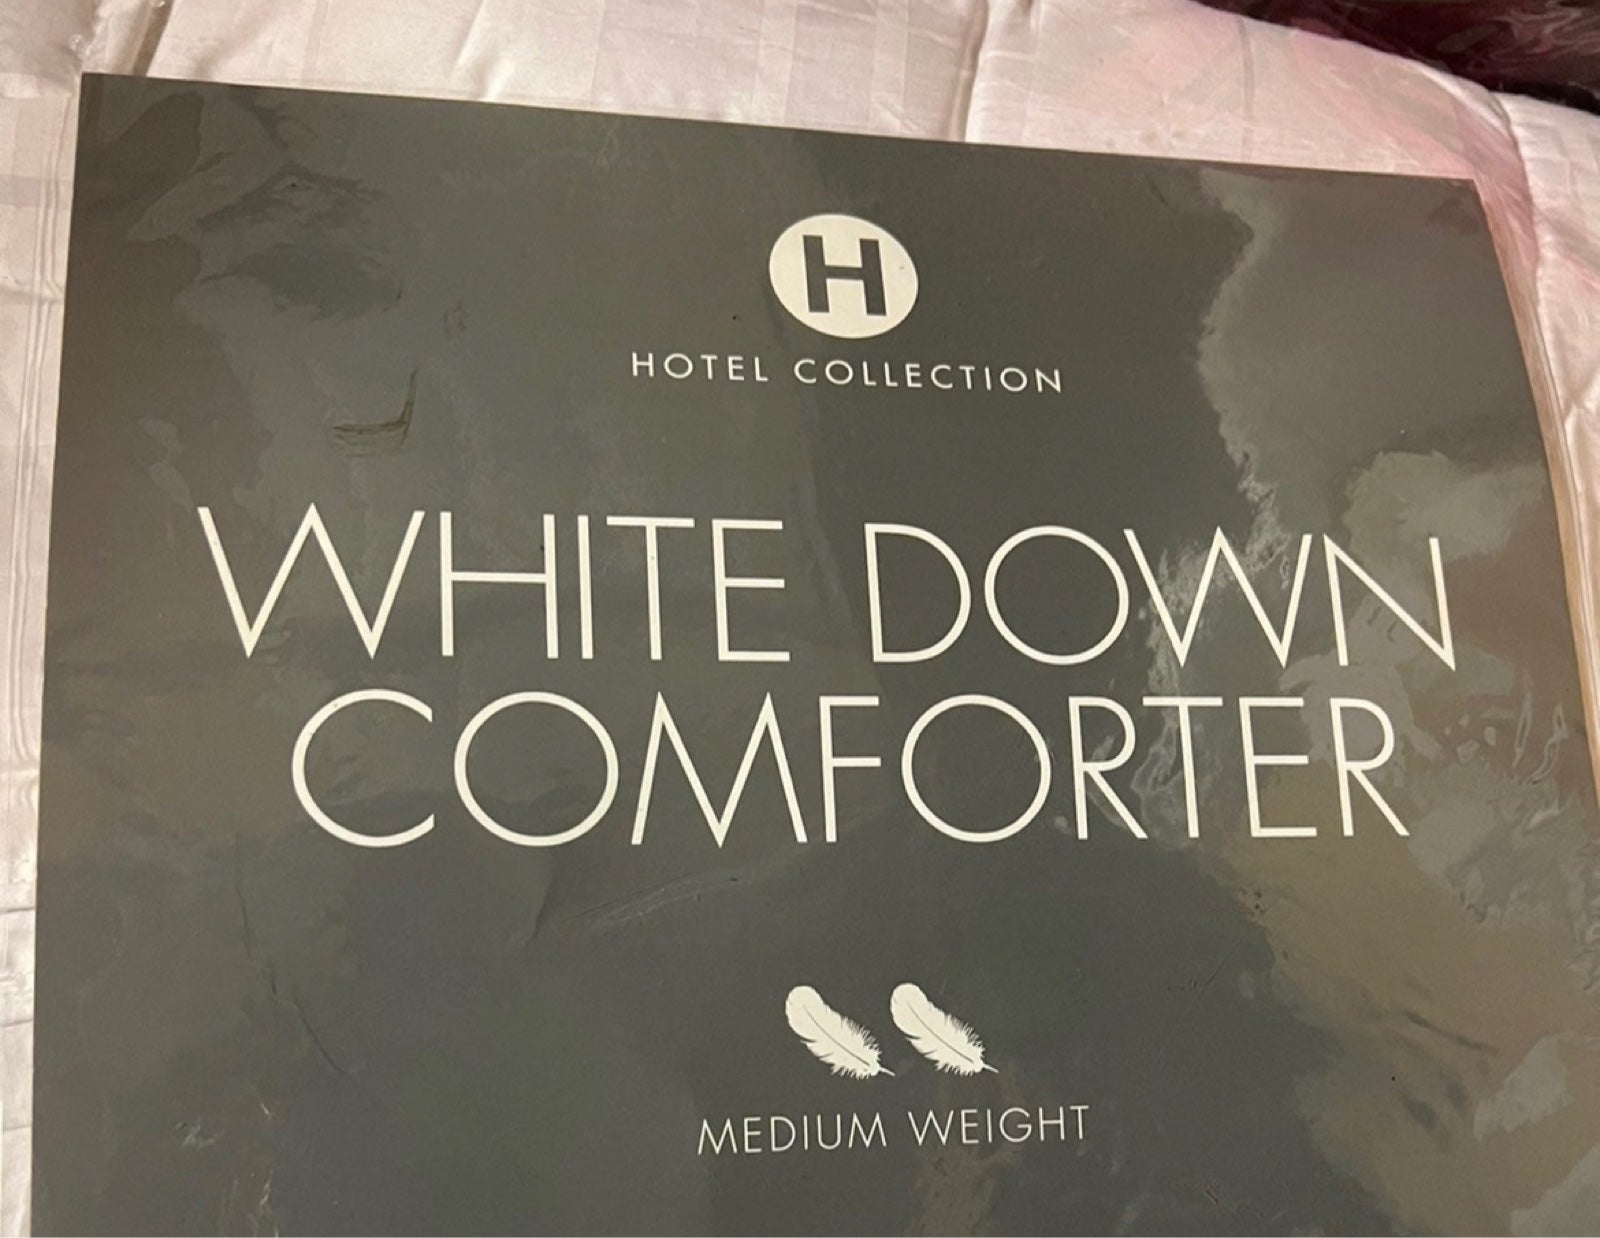 H
HOTEL COLLECTION
WHITE DOWN
COMFORTER
MEDIUM WEIGHT